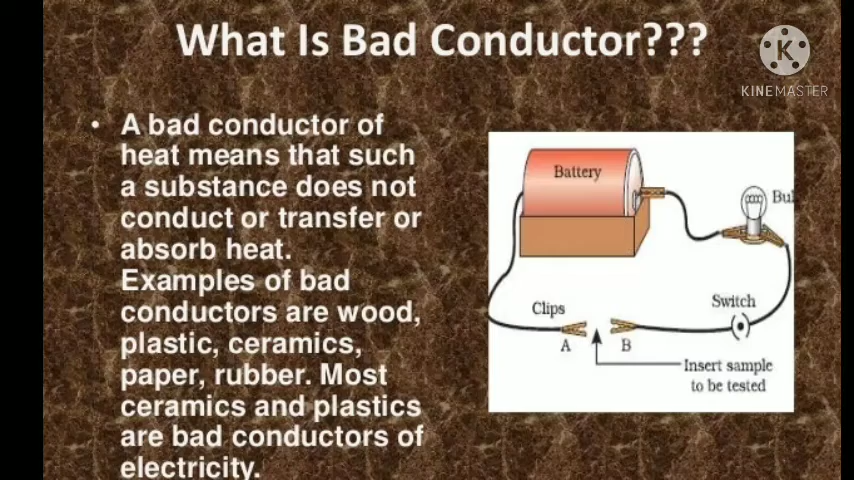 What Is Bad Conductor???
K
KINEMASTER
• A bad conductor of
heat means that such
a substance does not
conduct or transfer or
absorb heat.
Examples of bad
conductors are wood,
plastic, ceramics,
paper, rubber. Most
ceramics and plastics
are bad conductors of
electricity.
Battery
Bul
Clips
Switch
A
B
Insert sample
to be tested